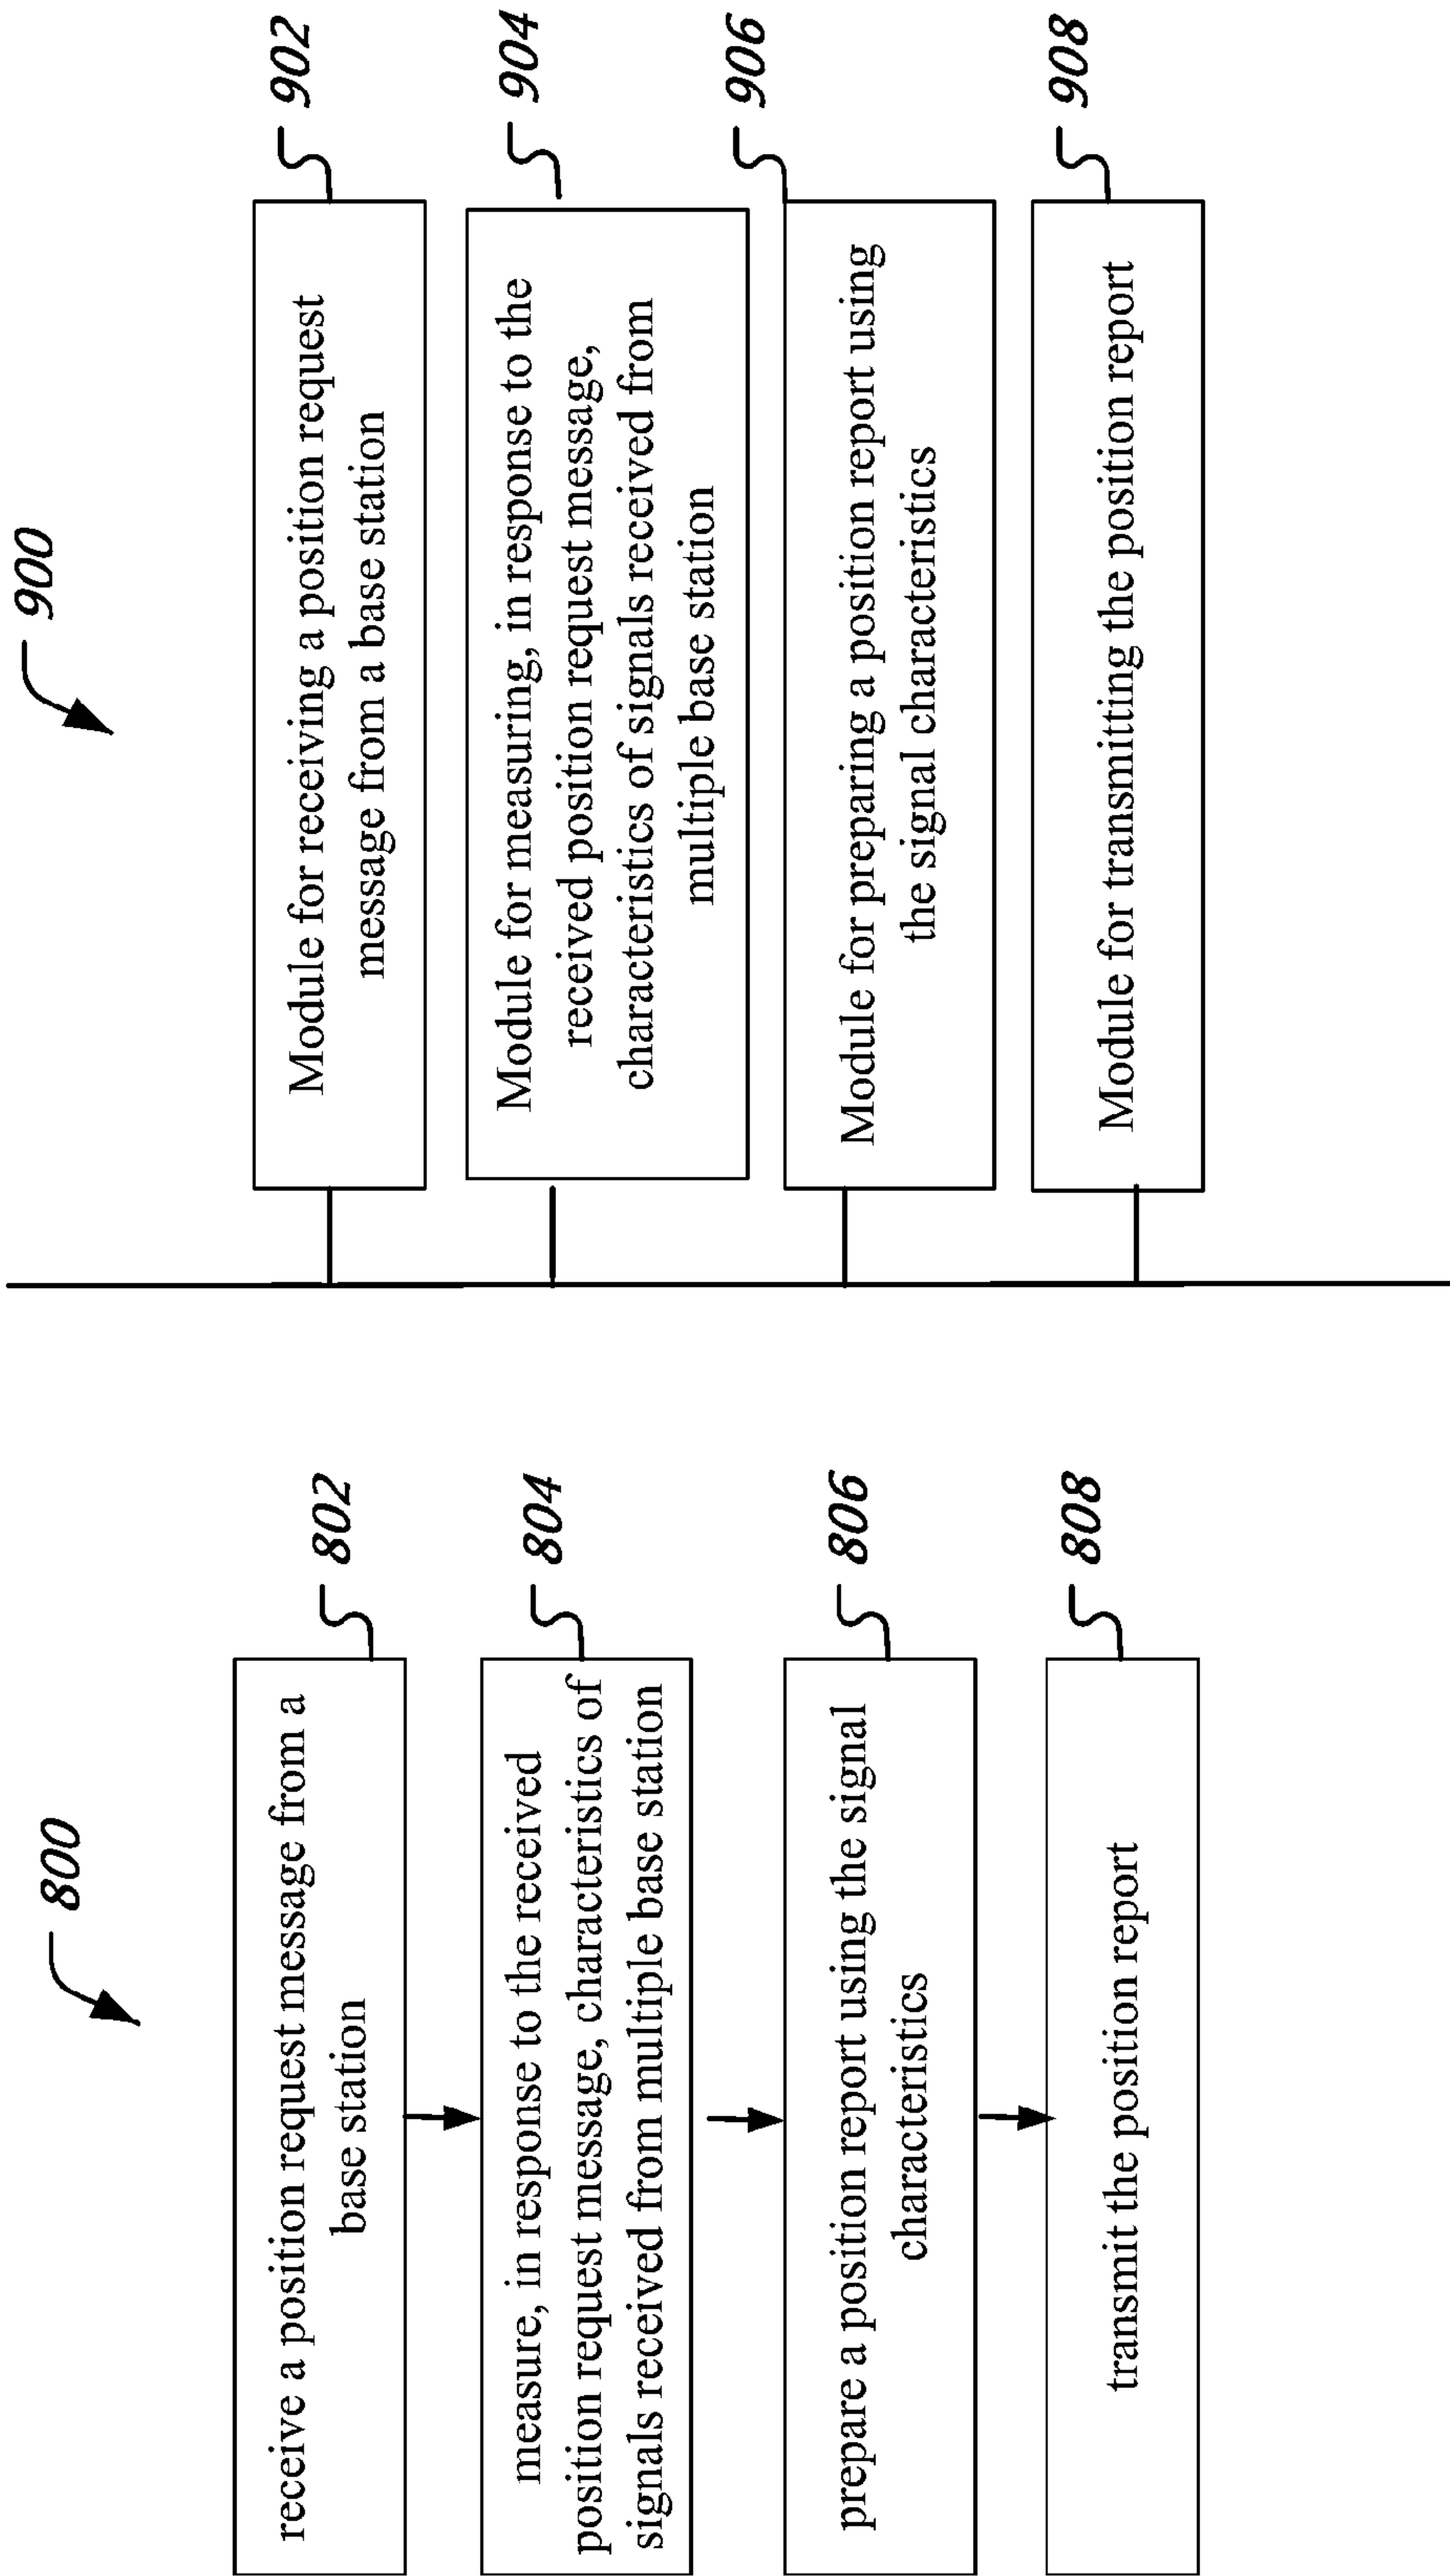 800
receive a position request message from a
base station
802
measure, in response to the received
position request message, characteristics of
signals received from multiple base station
804
prepare a position report using the signal
characteristics
806
transmit the position report
808
900
Module for receiving a position request
message from a base station
902
Module for measuring, in response to the
received position request message,
characteristics of signals received from
multiple base station
904
Module for preparing a position report using
the signal characteristics
906
Module for transmitting the position report
908